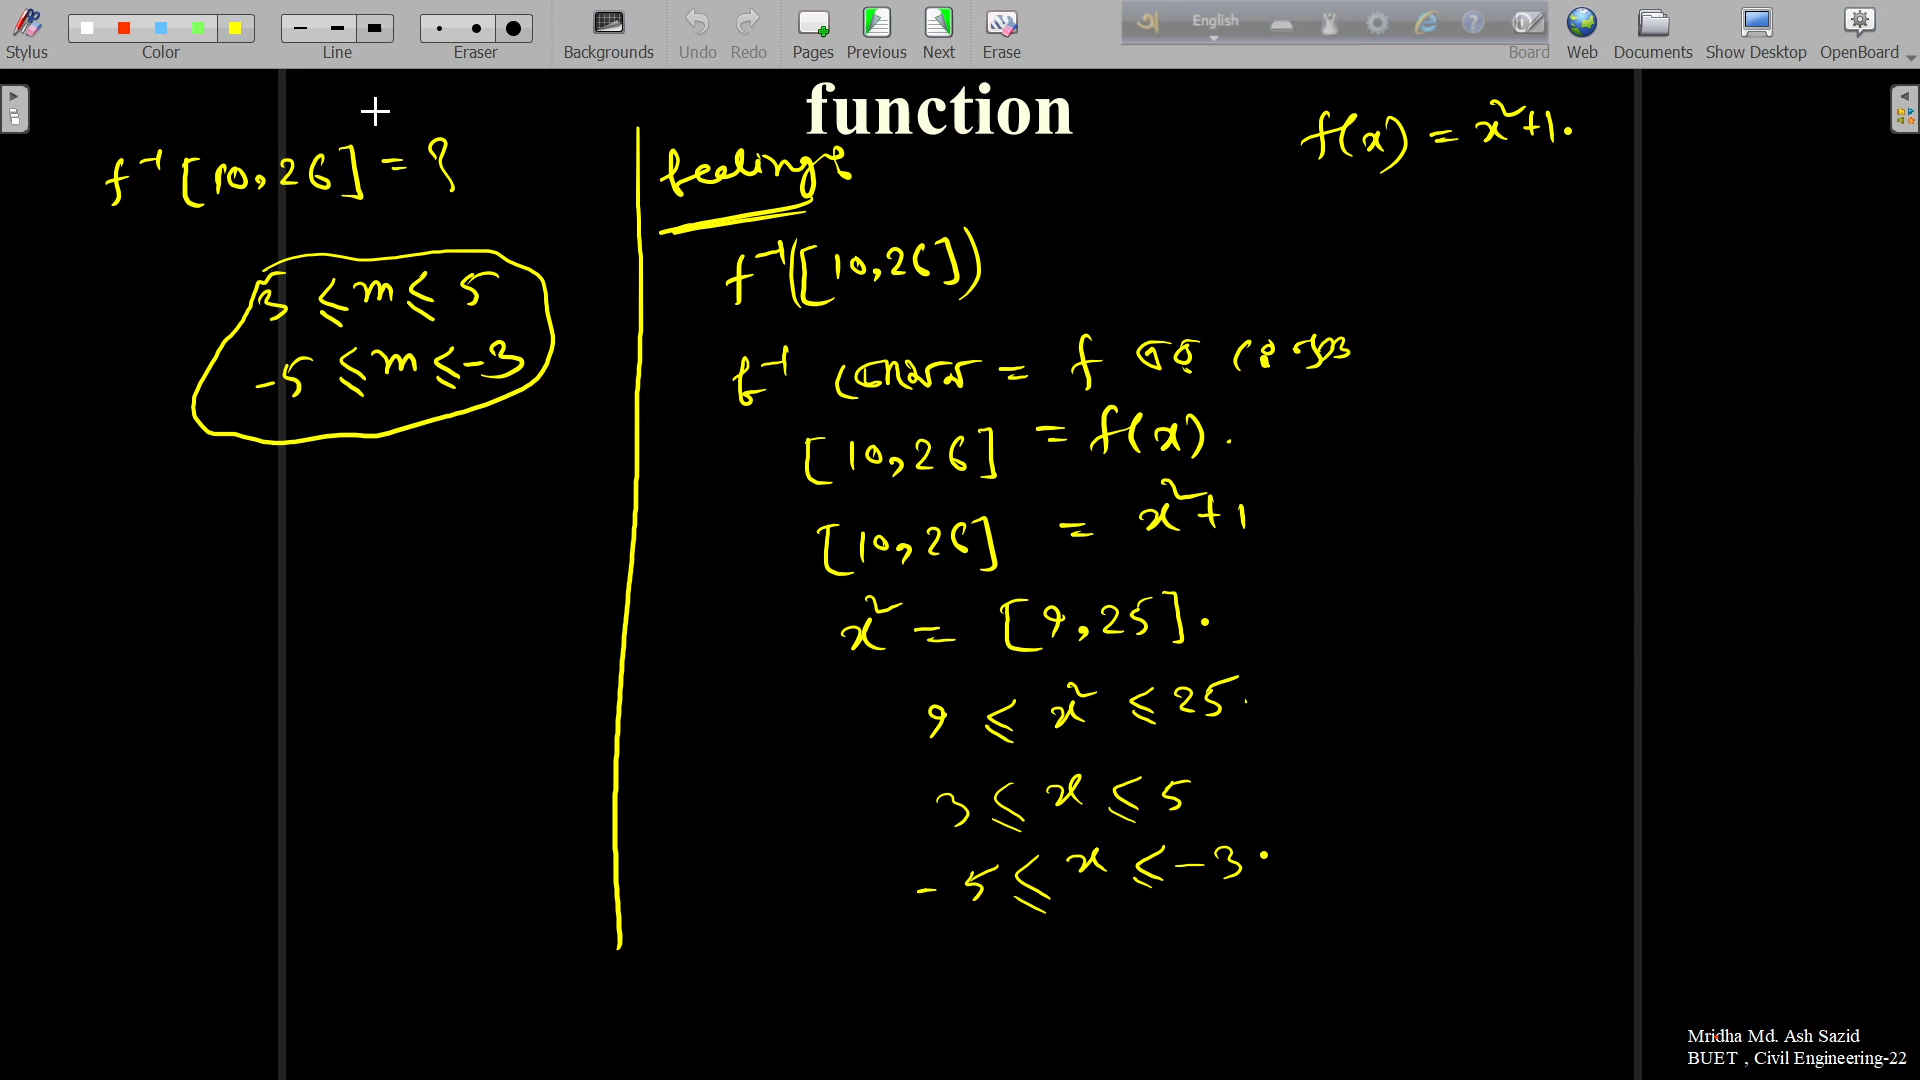 Stylus
Color
Line
Eraser
Backgrounds
Undo
Redo
Pages
Previous
Next
Erase
English
Board
Web
Documents
Show Desktop
OpenBoard
function
f(x) = x²+1.
f⁻¹ [10,26] = ?
3 ≤ m ≤ 5
-5 ≤ m ≤ -3
feelings
f⁻¹([10,26])
f⁻¹ = f
[10,26] = f(x).
[10,26] = x²+1
x² = [9,25].
9 ≤ x² ≤ 25.
3 ≤ x ≤ 5
-5 ≤ x ≤ -3.
Mridha Md. Ash Sazid
BUET , Civil Engineering-22